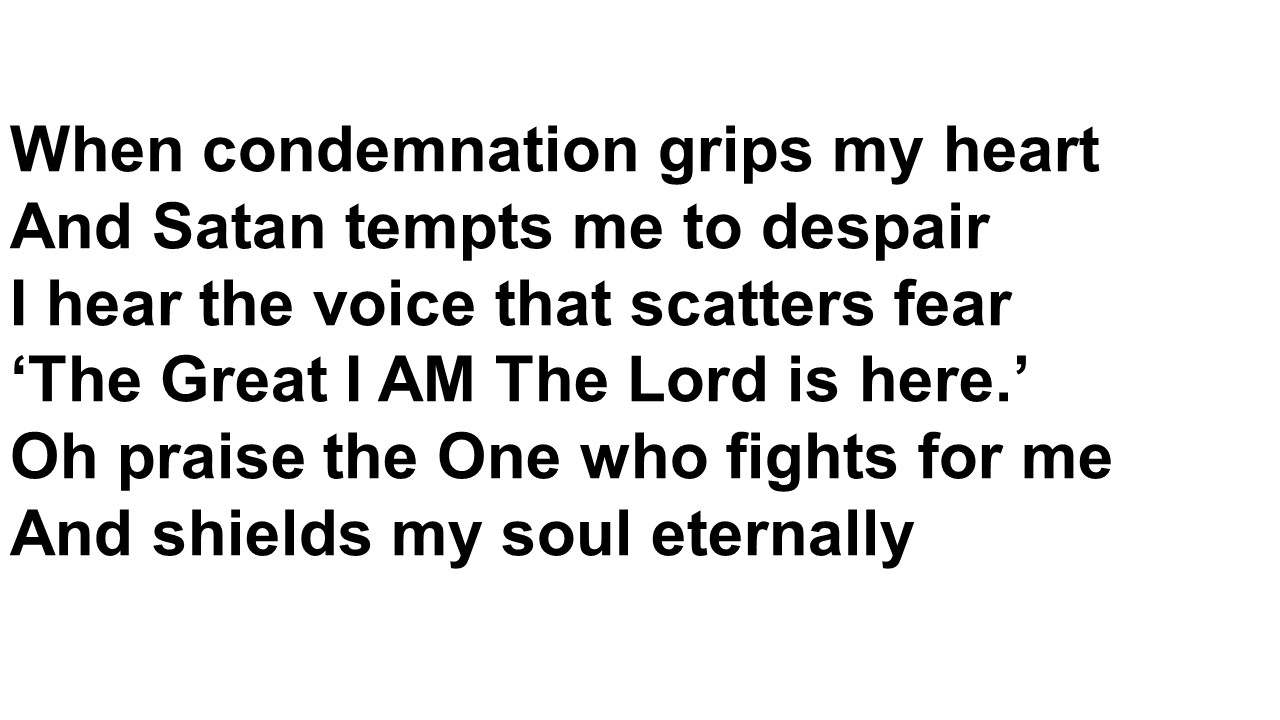 When condemnation grips my heart
And Satan tempts me to despair
I hear the voice that scatters fear
‘The Great I AM The Lord is here.’
Oh praise the One who fights for me
And shields my soul eternally